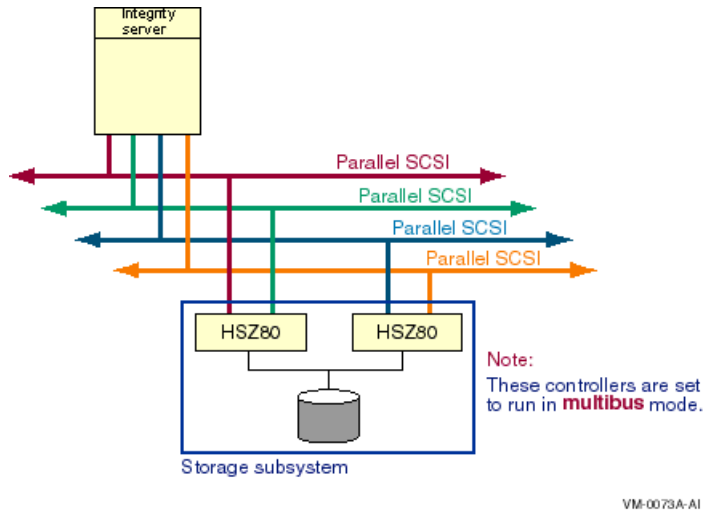 Integrity
server
Parallel SCSI
Parallel SCSI
Parallel SCSI
Parallel SCSI
HSZ80
HSZ80
Note:
These controllers are set
to run in multibus mode.
Storage subsystem
VM-0073A-AI